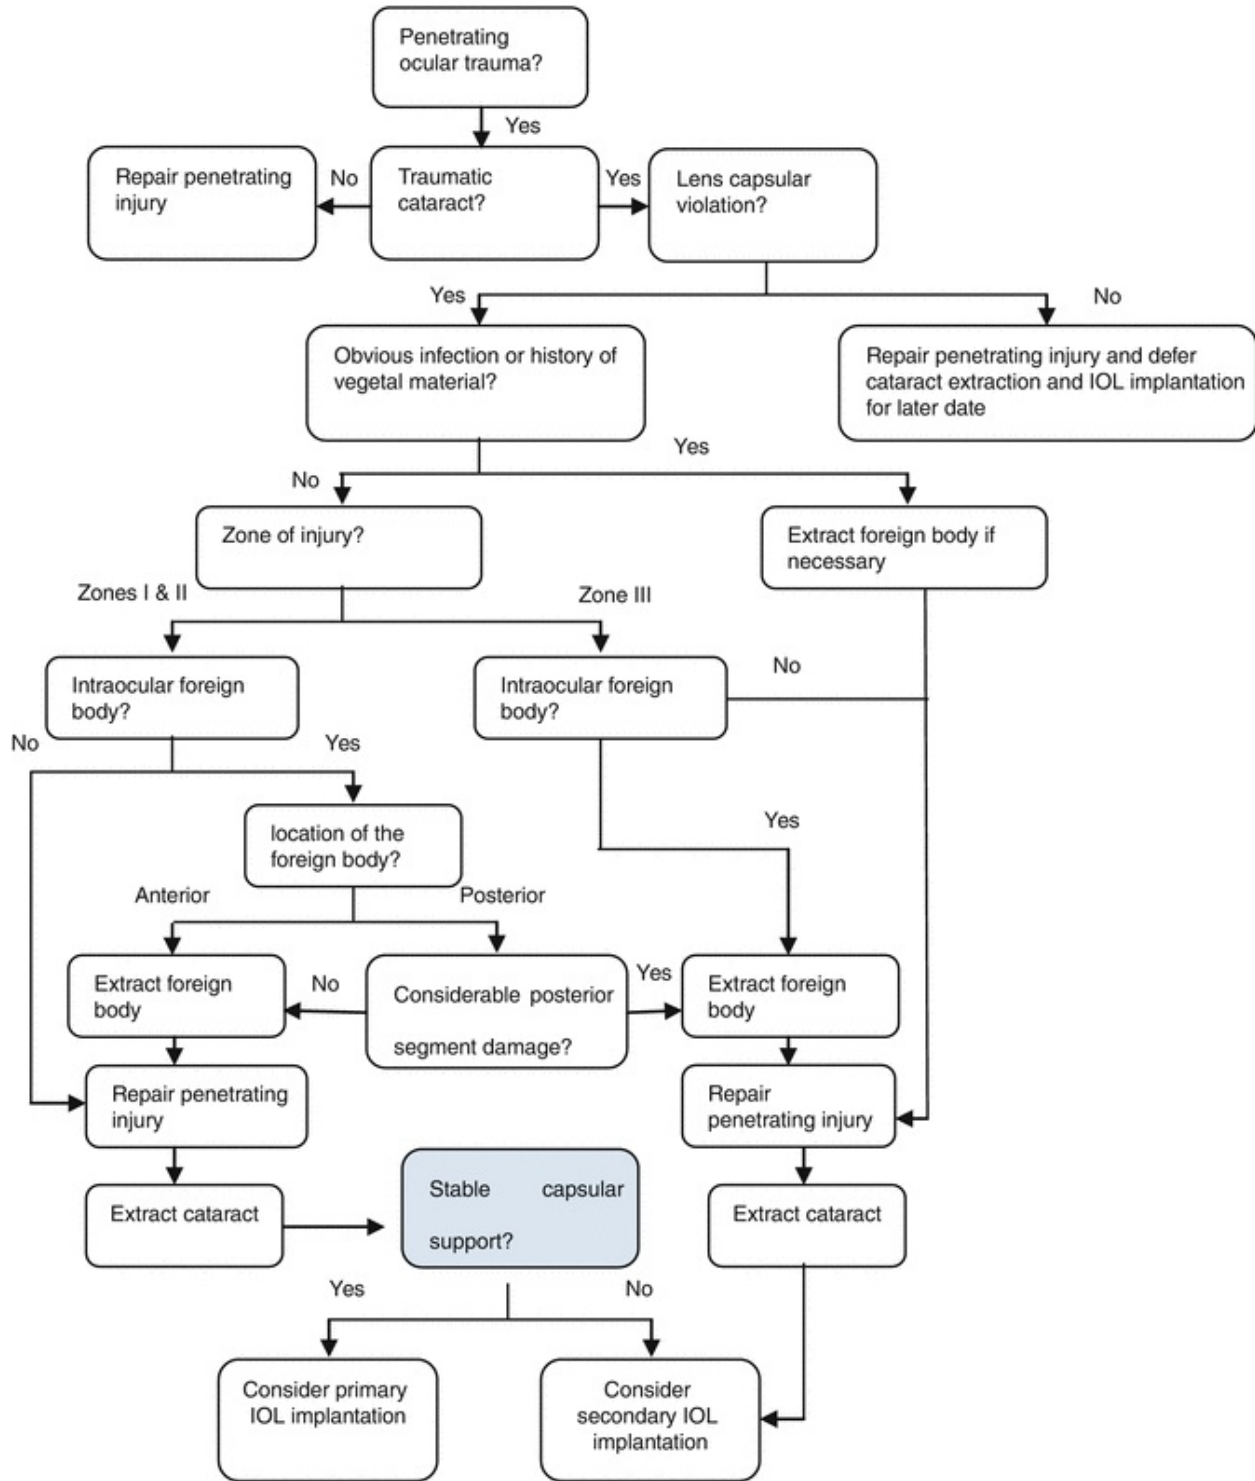 Penetrating
ocular trauma?
Yes
Repair penetrating
injury
No
Traumatic
cataract?
Yes
Lens capsular
violation?
Yes
No
Obvious infection or history of
vegetal material?
Repair penetrating injury and defer
cataract extraction and IOL implantation
for later date
No
Yes
Zone of injury?
Extract foreign body if
necessary
Zones I & II
Zone III
Intraocular foreign
body?
Intraocular foreign
body?
No
No
Yes
location of the
foreign body?
Yes
Anterior
Posterior
Extract foreign
body
No
Considerable posterior
segment damage?
Yes
Extract foreign
body
Repair penetrating
injury
Repair
penetrating injury
Extract cataract
Stable capsular
support?
Extract cataract
Yes
No
Consider primary
IOL implantation
Consider
secondary IOL
implantation